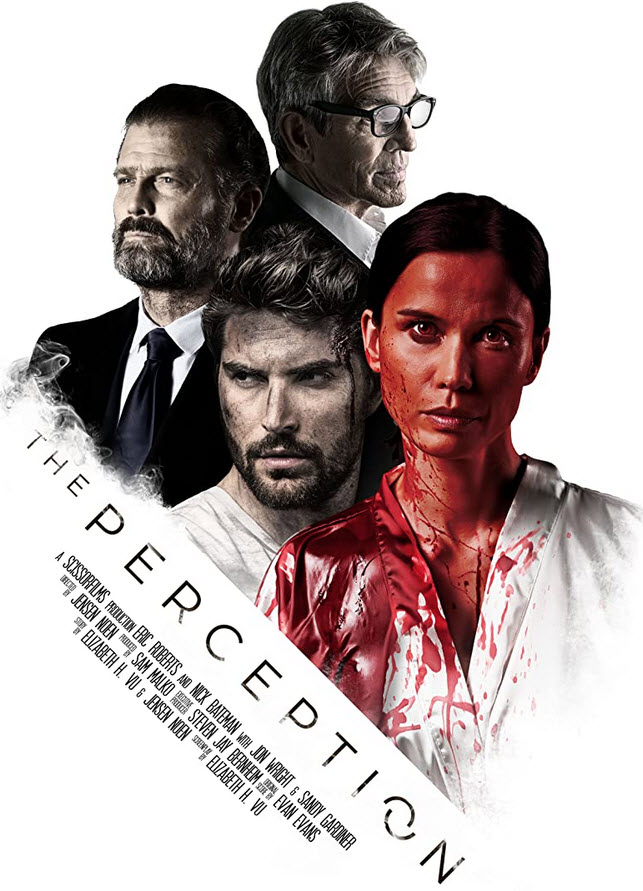 THE PERCEPTION
A SCISSORFILMS PRODUCTION ERIC ROBERTS AND NICK BATEMAN WITH JON WRIGHT & SANDY GARDINER
DIRECTED BY JENSEN NOEN PRODUCED BY SAM MALKO EXECUTIVE PRODUCER STEVEN JAY BERNHEIM ORIGINAL SCORE BY EVAN EVANS
STORY BY ELIZABETH H. VU & JENSEN NOEN SCREENPLAY BY ELIZABETH H. VU